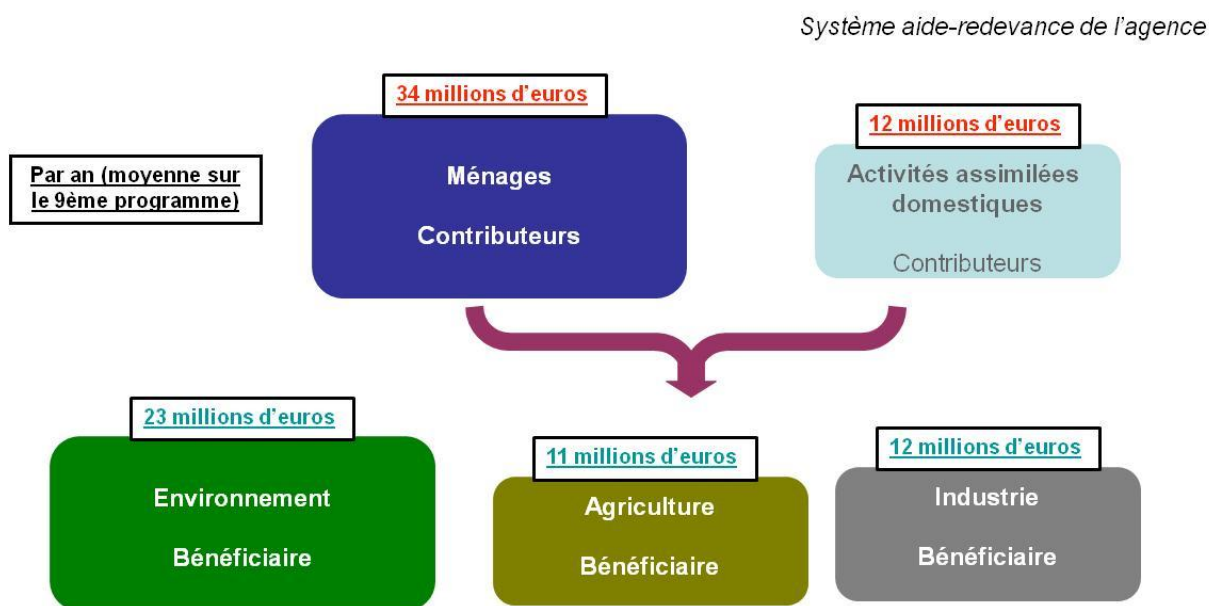 Système aide-redevance de l'agence
34 millions d'euros
12 millions d'euros
Par an (moyenne sur
le 9ème programme)
Ménages
Contributeurs
Activités assimilées
domestiques
Contributeurs
23 millions d'euros
11 millions d'euros
12 millions d'euros
Environnement
Bénéficiaire
Agriculture
Bénéficiaire
Industrie
Bénéficiaire